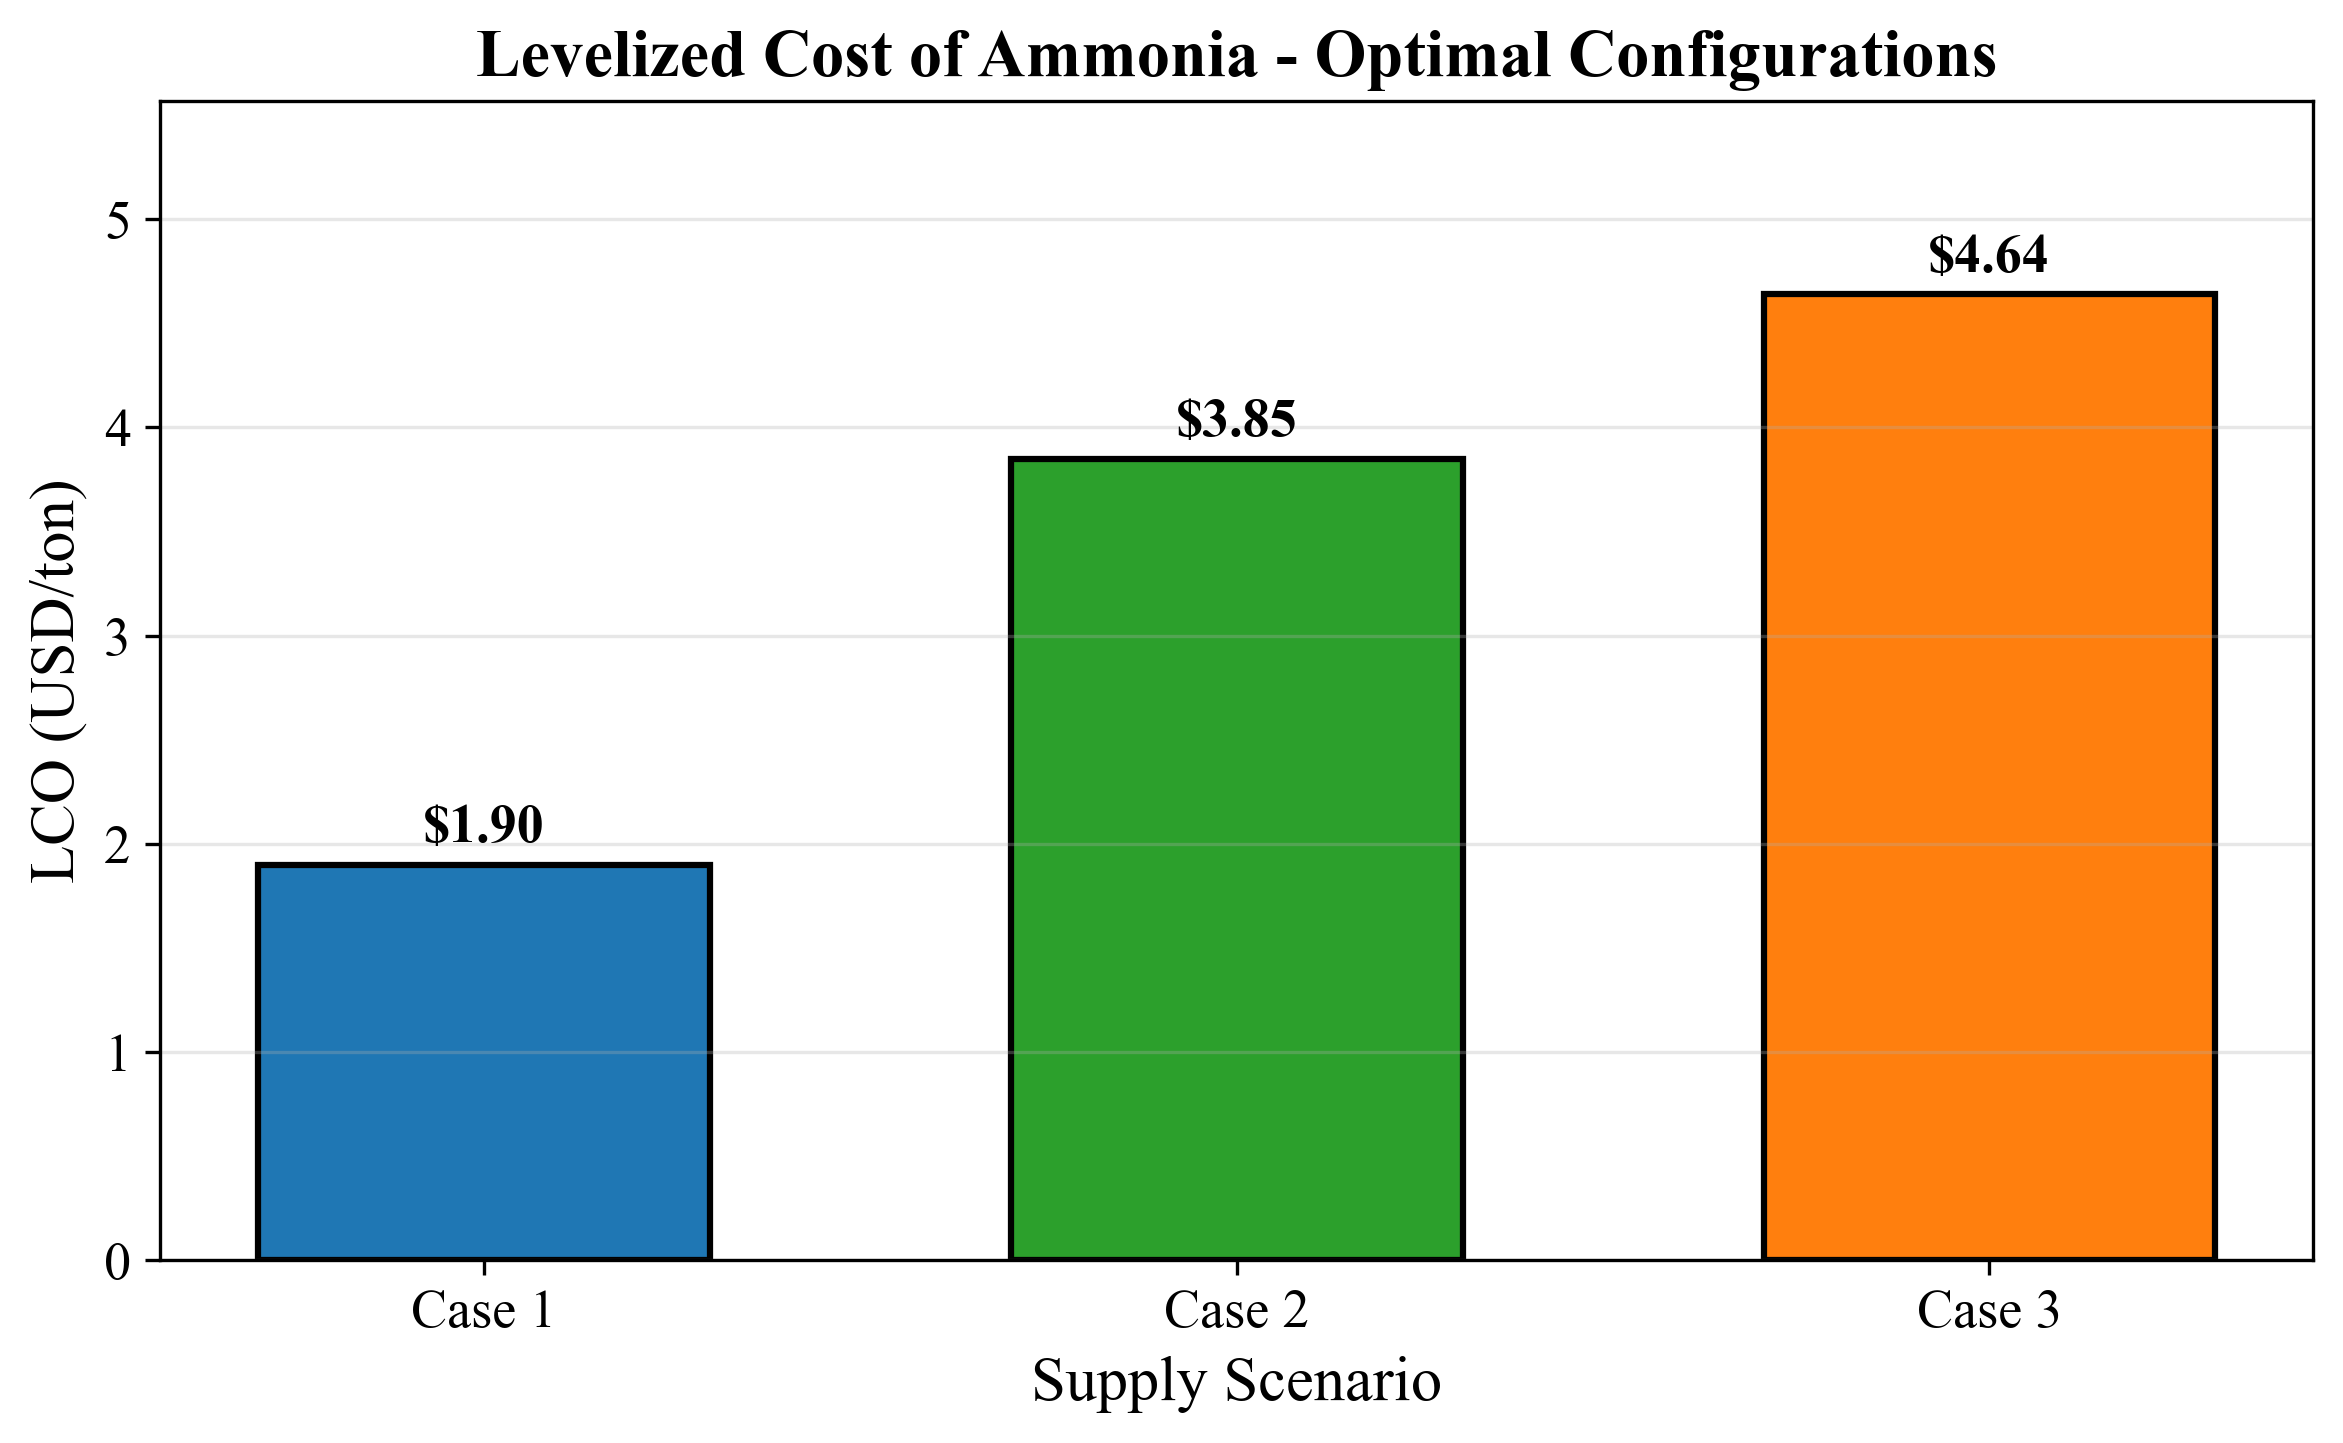 Levelized Cost of Ammonia - Optimal Configurations
LCO (USD/ton)
5
4
3
2
1
0
$1.90
$3.85
$4.64
Case 1
Case 2
Case 3
Supply Scenario